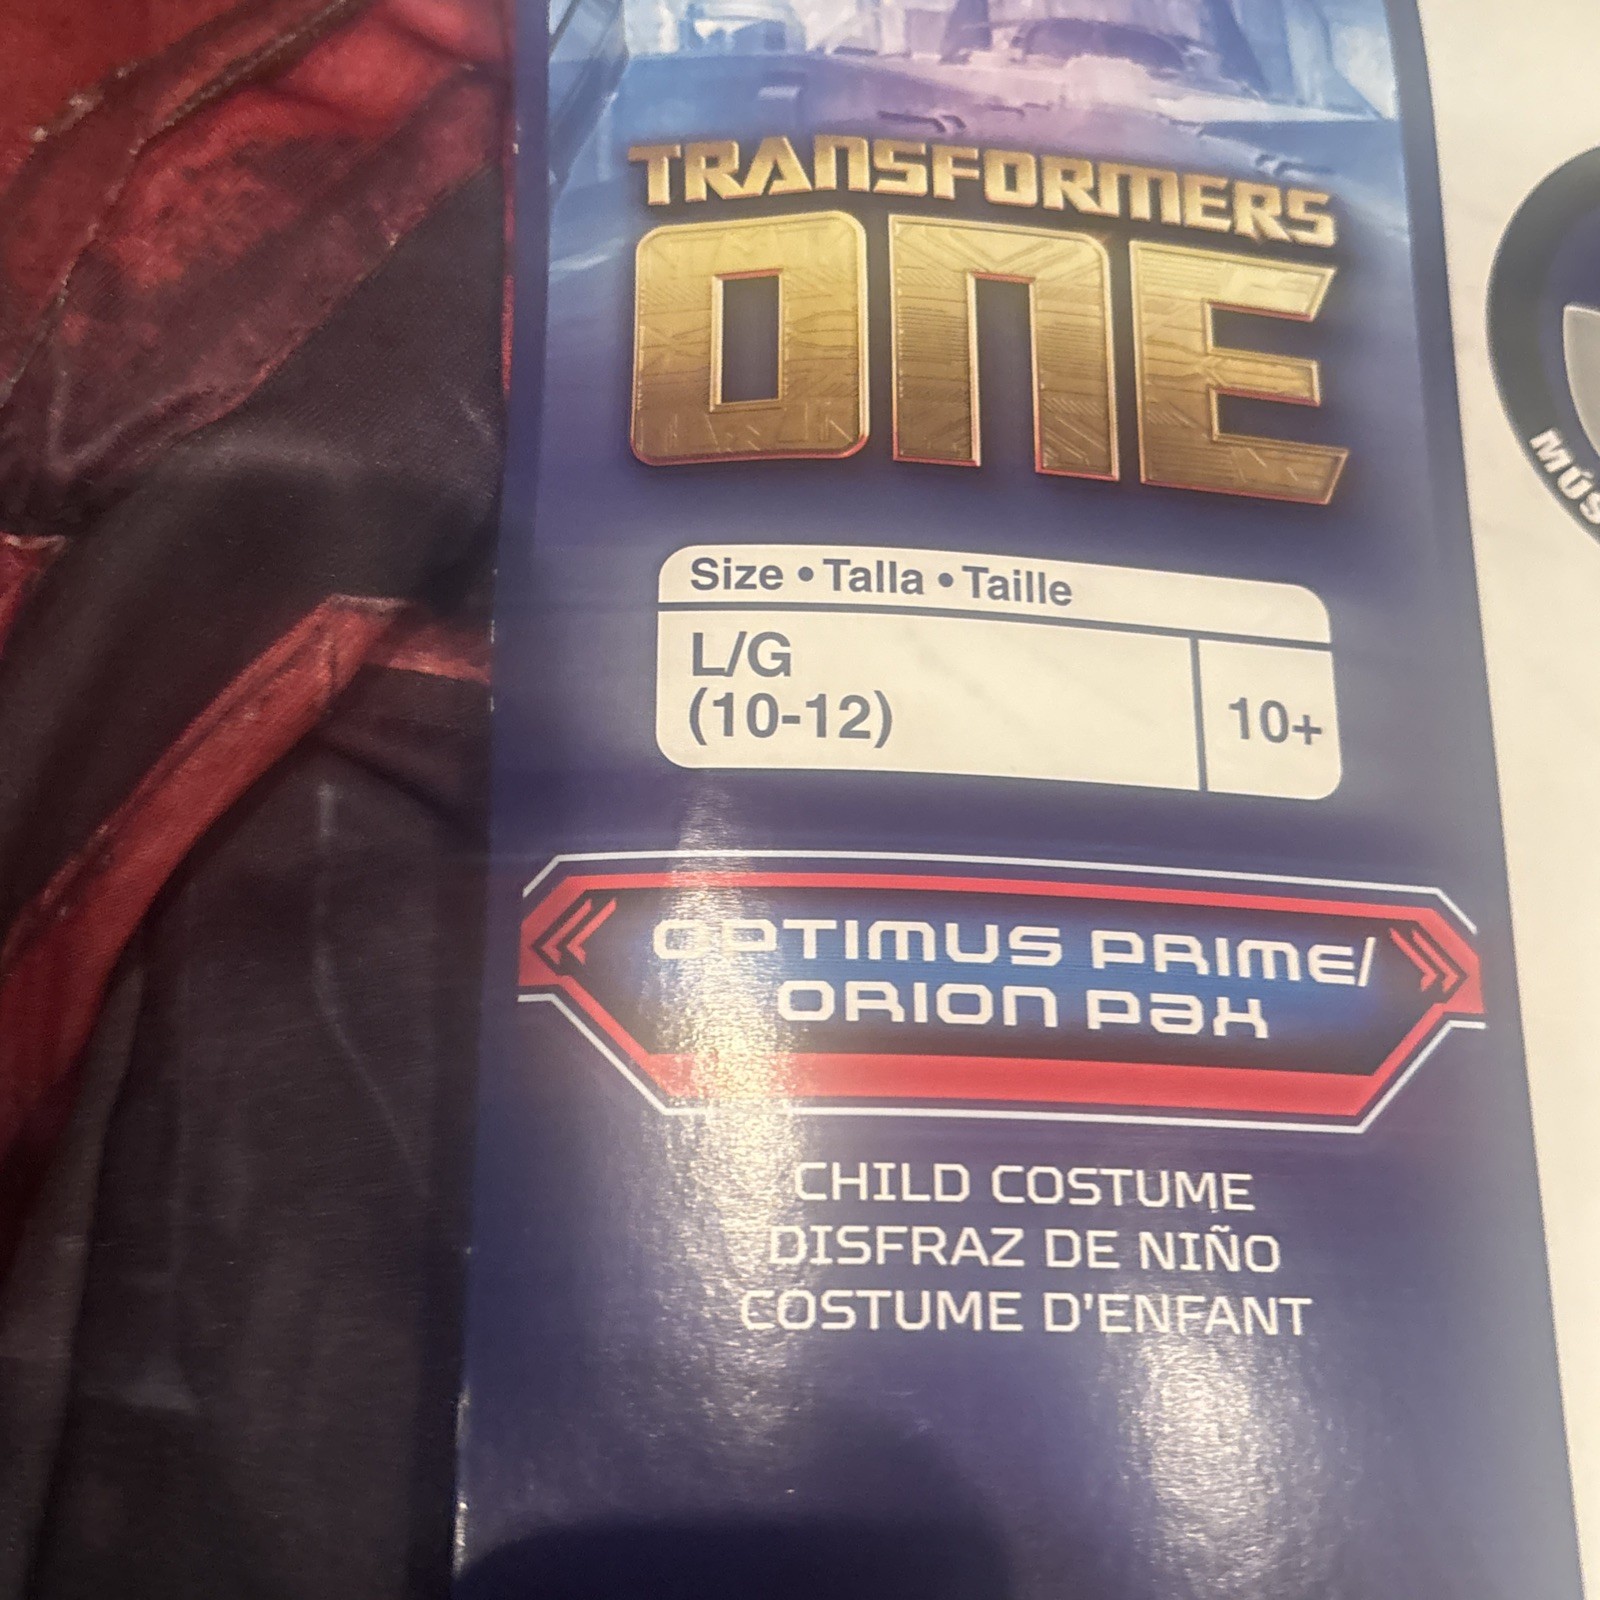 TRANSFORMERS
ONE
Size • Talla • Taille
L/G
(10-12)
10+
OPTIMUS PRIME/
ORION PAX
CHILD COSTUME
DISFRAZ DE NIÑO
COSTUME D'ENFANT